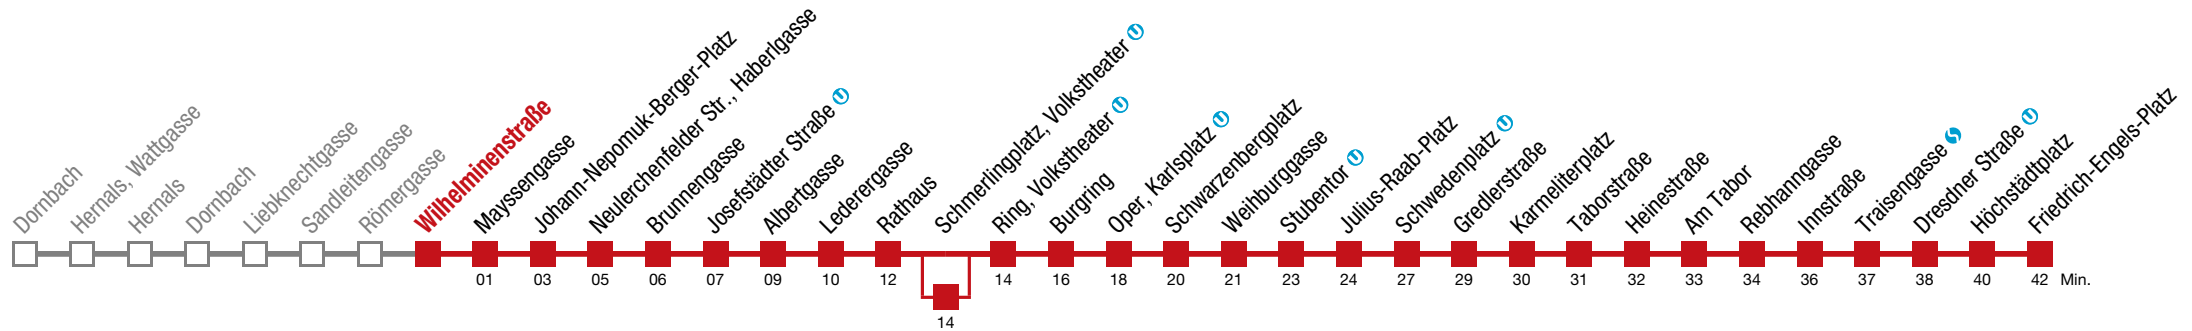 Dornbach
Hernals, Wattgasse
Hernals
Dornbach
Liebknechtgasse
Sandleitengasse
Römergasse
Wilhelminenstraße
Mayssengasse
Johann-Nepomuk-Berger-Platz
Neulerchenfelder Str., Haberlgasse
Brunnengasse
Josefstädter Straße U
Albertgasse
Lederergasse
Rathaus
Schmerlingplatz, Volkstheater U
Ring, Volkstheater U
Burgring
Oper, Karlsplatz U
Schwarzenbergplatz
Weihburggasse
Stubentor U
Julius-Raab-Platz
Schwedenplatz U
Gredlerstraße
Karmeliterplatz
Taborstraße
Heinestraße
Am Tabor
Rebhanngasse
Innstraße
Traisengasse S
Dresdner Straße U
Höchstädtplatz
Friedrich-Engels-Platz
01 03 05 06 07 09 10 12 14 16 18 20 21 23 24 27 29 30 31 32 33 34 36 37 38 40 42 Min.
14